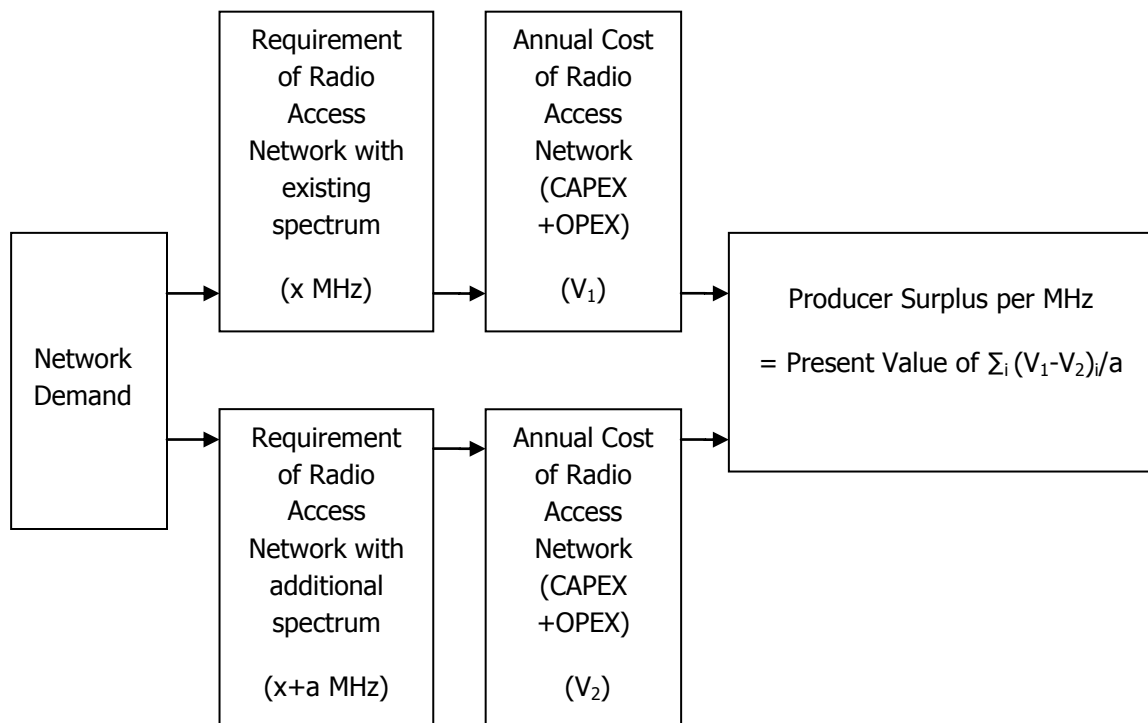 Network
Demand
Requirement
of Radio
Access
Network with
existing
spectrum
(x MHz)
Annual Cost
of Radio
Access
Network
(CAPEX
+OPEX)
(V₁)
Requirement
of Radio
Access
Network with
additional
spectrum
(x+a MHz)
Annual Cost
of Radio
Access
Network
(CAPEX
+OPEX)
(V₂)
Producer Surplus per MHz
= Present Value of Σᵢ (V₁-V₂)ᵢ/a